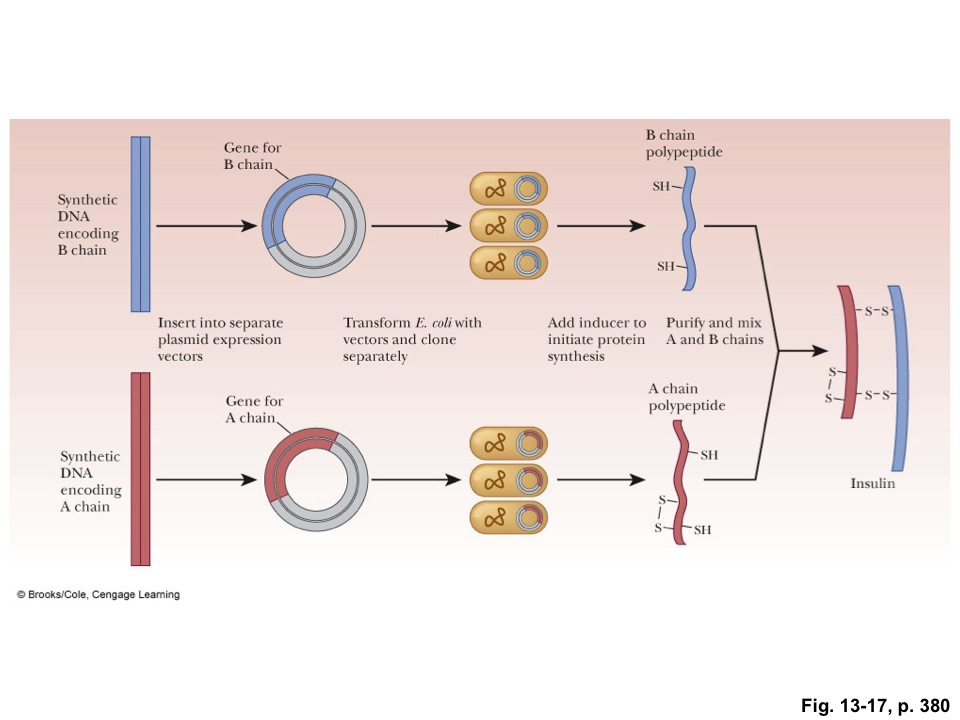 Synthetic
DNA
encoding
B chain
Gene for
B chain
B chain
polypeptide
SH
SH
Insert into separate
plasmid expression
vectors
Transform E. coli with
vectors and clone
separately
Add inducer to
initiate protein
synthesis
Purify and mix
A and B chains
Synthetic
DNA
encoding
A chain
Gene for
A chain
A chain
polypeptide
SH
S
S
SH
S-S
S
S
S-S
Insulin
© Brooks/Cole, Cengage Learning
Fig. 13-17, p. 380